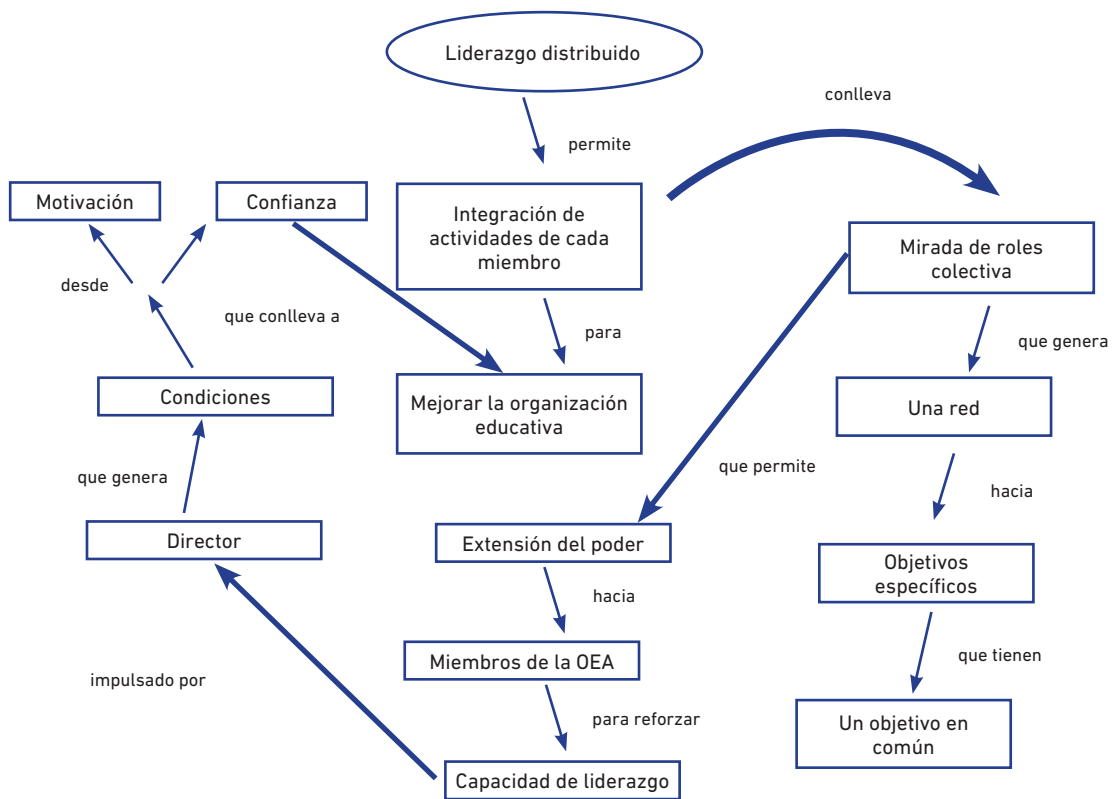 Liderazgo distribuido
conlleva
permite
Motivación
Confianza
Integración de
actividades de cada
miembro
Mirada de roles
colectiva
desde
que conlleva a
para
que genera
Condiciones
Mejorar la organización
educativa
Una red
que genera
que permite
hacia
Director
Extensión del poder
Objetivos
específicos
hacia
Miembros de la OEA
que tienen
impulsado por
para reforzar
Un objetivo en
común
Capacidad de liderazgo